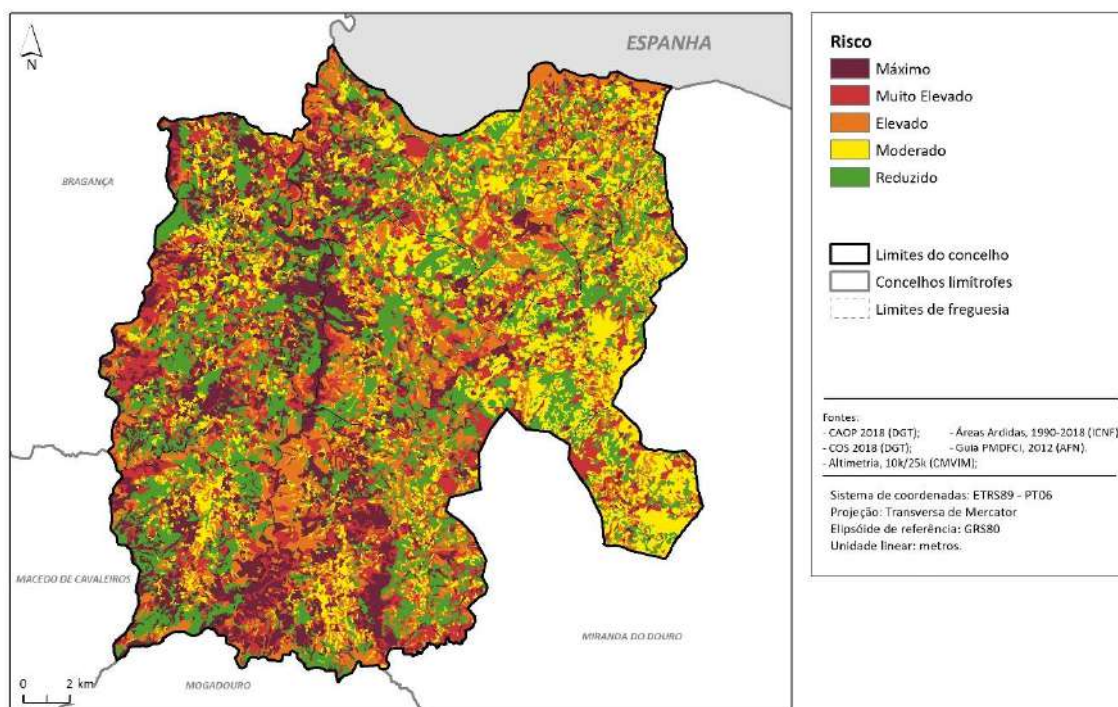 N
ESPANHA
BRAGANÇA
MACEDO DE CAVALEIROS
MIRANDA DO DOURO
MOGADOURO
0 2 km
Risco
Máximo
Muito Elevado
Elevado
Moderado
Reduzido
Limites do concelho
Concelhos limítrofes
Limites de freguesia
Fontes:
- CAOP 2018 (DGT); - Áreas Ardidas, 1990-2018 (ICNF)
- COS 2018 (DGT); - Guia PMDFCI, 2012 (AFN).
- Altimetria, 10k/25k (CMVIM);
Sistema de coordenadas: ETRS89 - PT06
Projeção: Transversa de Mercator
Elipsóide de referência: GRS80
Unidade linear: metros.